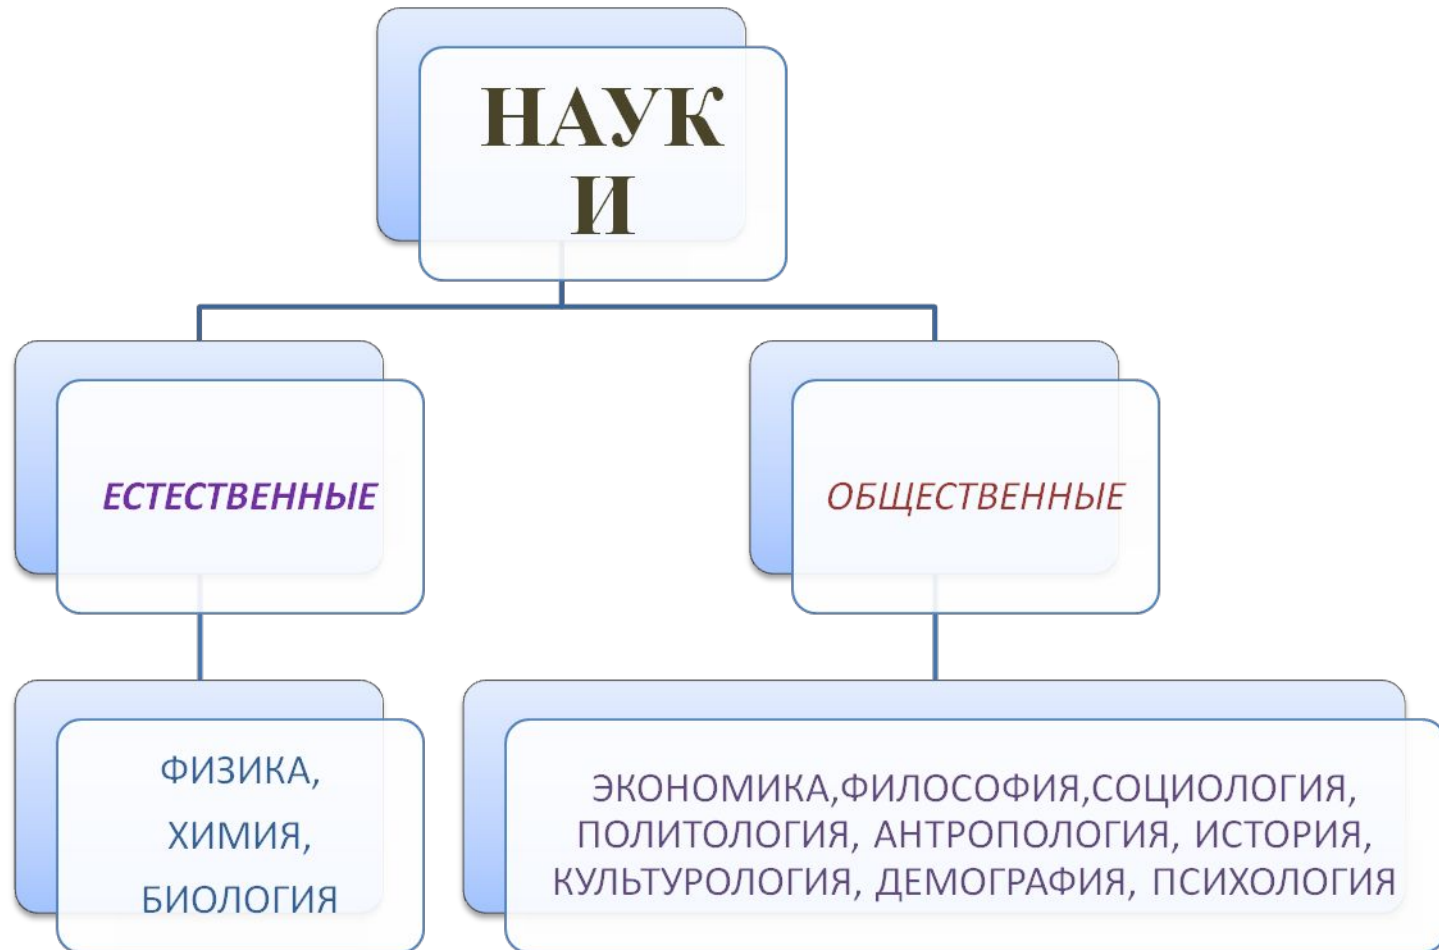 НАУК
И
ЕСТЕСТВЕННЫЕ
ОБЩЕСТВЕННЫЕ
ФИЗИКА,
ХИМИЯ,
БИОЛОГИЯ
ЭКОНОМИКА,ФИЛОСОФИЯ,СОЦИОЛОГИЯ,
ПОЛИТОЛОГИЯ, АНТРОПОЛОГИЯ, ИСТОРИЯ,
КУЛЬТУРОЛОГИЯ, ДЕМОГРАФИЯ, ПСИХОЛОГИЯ